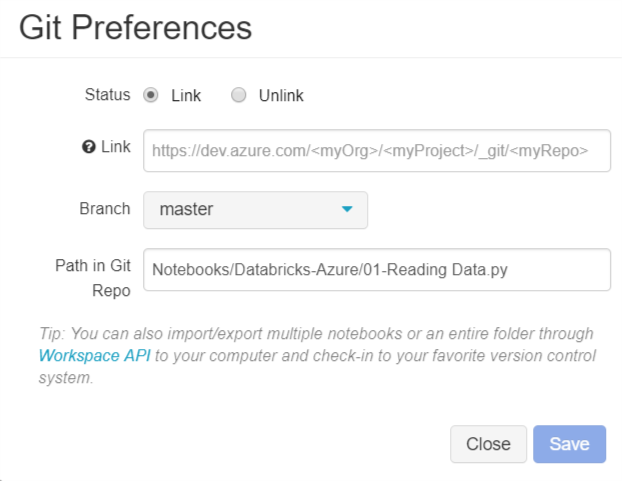 Git Preferences
Status Link Unlink
? Link https://dev.azure.com/<myOrg>/<myProject>/_git/<myRepo>
Branch master
Path in Git Notebooks/Databricks-Azure/01-Reading Data.py
Repo
Tip: You can also import/export multiple notebooks or an entire folder through
Workspace API to your computer and check-in to your favorite version control
system.
Close Save